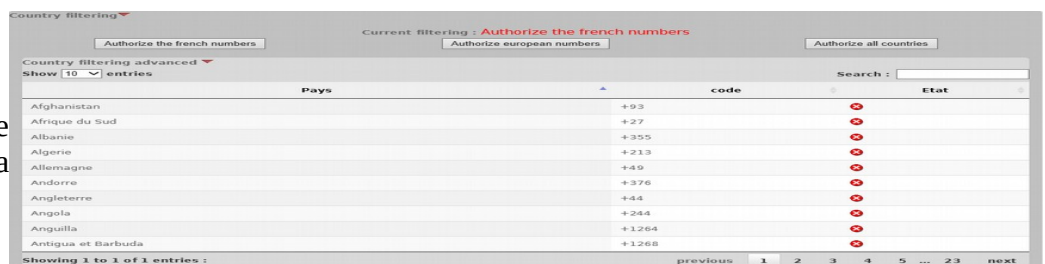 Country filtering
Current filtering : Authorize the french numbers
Authorize the french numbers Authorize european numbers Authorize all countries
Country filtering advanced
Show 10 entries Search :
Pays code Etat
Afghanistan +93
Afrique du Sud +27
e
Albanie +355
Algerie +213
a
Allemagne +49
Andorre +376
Angleterre +44
Angola +244
Anguilla +1264
Antigua et Barbuda +1268
Showing 1 to 1 of 1 entries : previous 1 2 3 4 5 ... 23 next